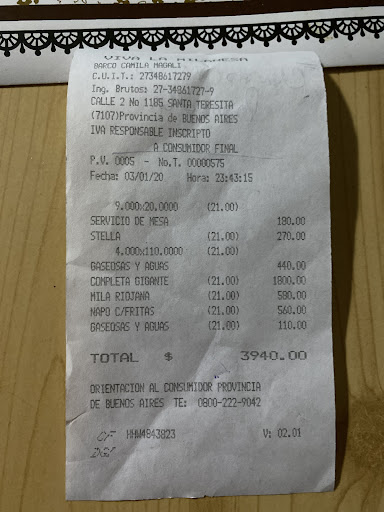 VIVA LA MILANESA
BARCO CAMILA MAGALI
C.U.I.T.: 27348617279
Ing. Brutos: 27-34861727-9
CALLE 2 No 1185 SANTA TERESITA
(7107)Provincia de BUENOS AIRES
IVA RESPONSABLE INSCRIPTO
A CONSUMIDOR FINAL
P.V. 0005 - No.T. 00000575
Fecha: 03/01/20 Hora: 23:43:15
9.000x20.0000 (21.00)
SERVICIO DE MESA 180.00
STELLA (21.00) 270.00
4.000x110.0000 (21.00)
GASEOSAS Y AGUAS 440.00
COMPLETA GIGANTE (21.00) 1800.00
MILA RIOJANA (21.00) 580.00
NAPO C/FRITAS (21.00) 560.00
GASEOSAS Y AGUAS (21.00) 110.00
TOTAL $ 3940.00
ORIENTACION AL CONSUMIDOR PROVINCIA
DE BUENOS AIRES TE: 0800-222-9042
CF HHW4843823 V: 02.01
DGI